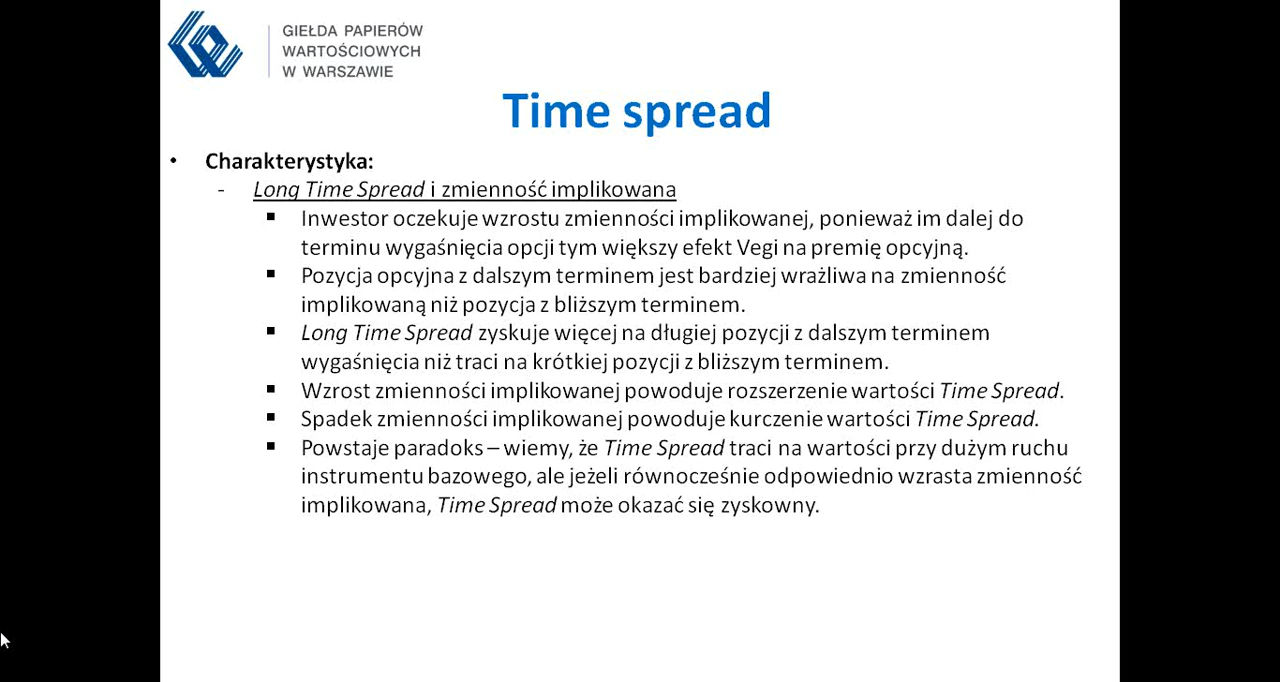 GIEŁDA PAPIERÓW
WARTOŚCIOWYCH
W WARSZAWIE
Time spread
• Charakterystyka:
- Long Time Spread i zmienność implikowana
▪ Inwestor oczekuje wzrostu zmienności implikowanej, ponieważ im dalej do
terminu wygaśnięcia opcji tym większy efekt Vegi na premię opcyjną.
▪ Pozycja opcyjna z dalszym terminem jest bardziej wrażliwa na zmienność
implikowaną niż pozycja z bliższym terminem.
▪ Long Time Spread zyskuje więcej na długiej pozycji z dalszym terminem
wygaśnięcia niż traci na krótkiej pozycji z bliższym terminem.
▪ Wzrost zmienności implikowanej powoduje rozszerzenie wartości Time Spread.
▪ Spadek zmienności implikowanej powoduje kurczenie wartości Time Spread.
▪ Powstaje paradoks – wiemy, że Time Spread traci na wartości przy dużym ruchu
instrumentu bazowego, ale jeżeli równocześnie odpowiednio wzrasta zmienność
implikowana, Time Spread może okazać się zyskowny.